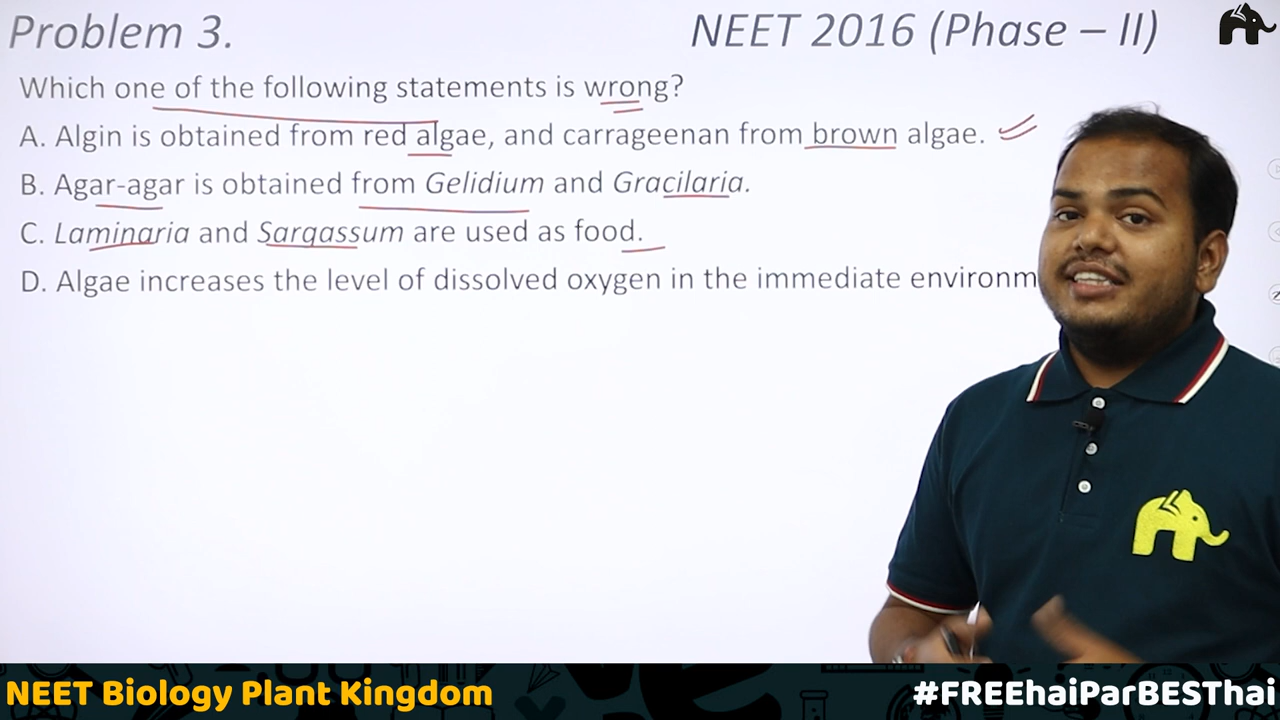 Problem 3.
NEET 2016 (Phase – II)
Which one of the following statements is wrong?
A. Algin is obtained from red algae, and carrageenan from brown algae.
B. Agar-agar is obtained from Gelidium and Gracilaria.
C. Laminaria and Sargassum are used as food.
D. Algae increases the level of dissolved oxygen in the immediate
NEET Biology Plant Kingdom
#FREEhaiParBESThai